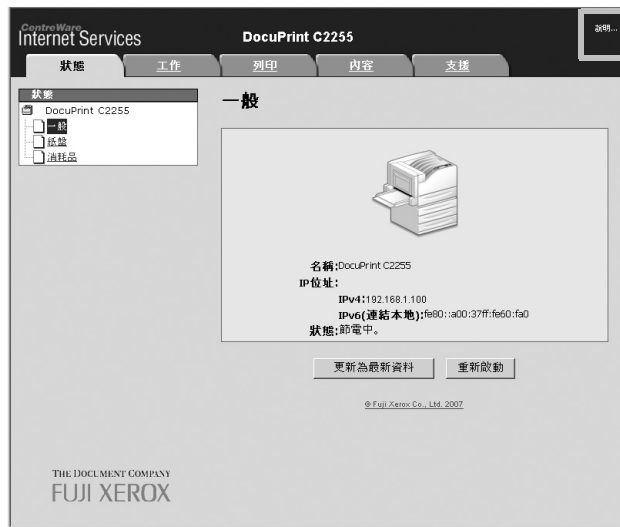 CentreWare
Internet Services
DocuPrint C2255
說明...
狀態 工作 列印 內容 支援
狀態
DocuPrint C2255
一般
紙盤
消耗品
一般
名稱:DocuPrint C2255
IP位址:
IPv4:192.168.1.100
IPv6(連結本地):fe80::a00:37ff:fe60:fa0
狀態:節電中。
更新為最新資料 重新啟動
© Fuji Xerox Co., Ltd. 2007
THE DOCUMENT COMPANY
FUJI XEROX